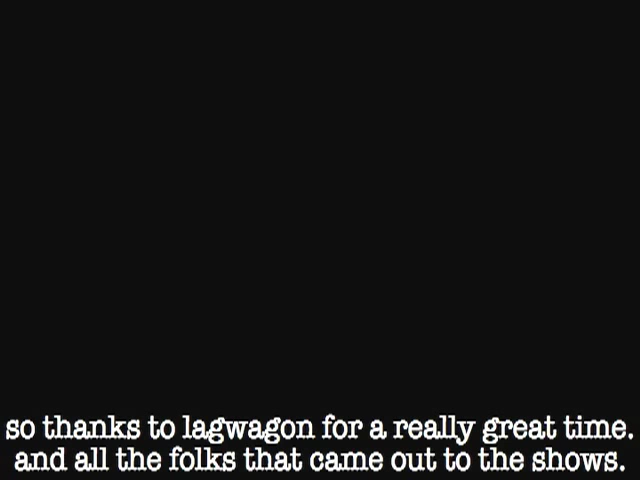 so thanks to lagwagon for a really great time.
and all the folks that came out to the shows.